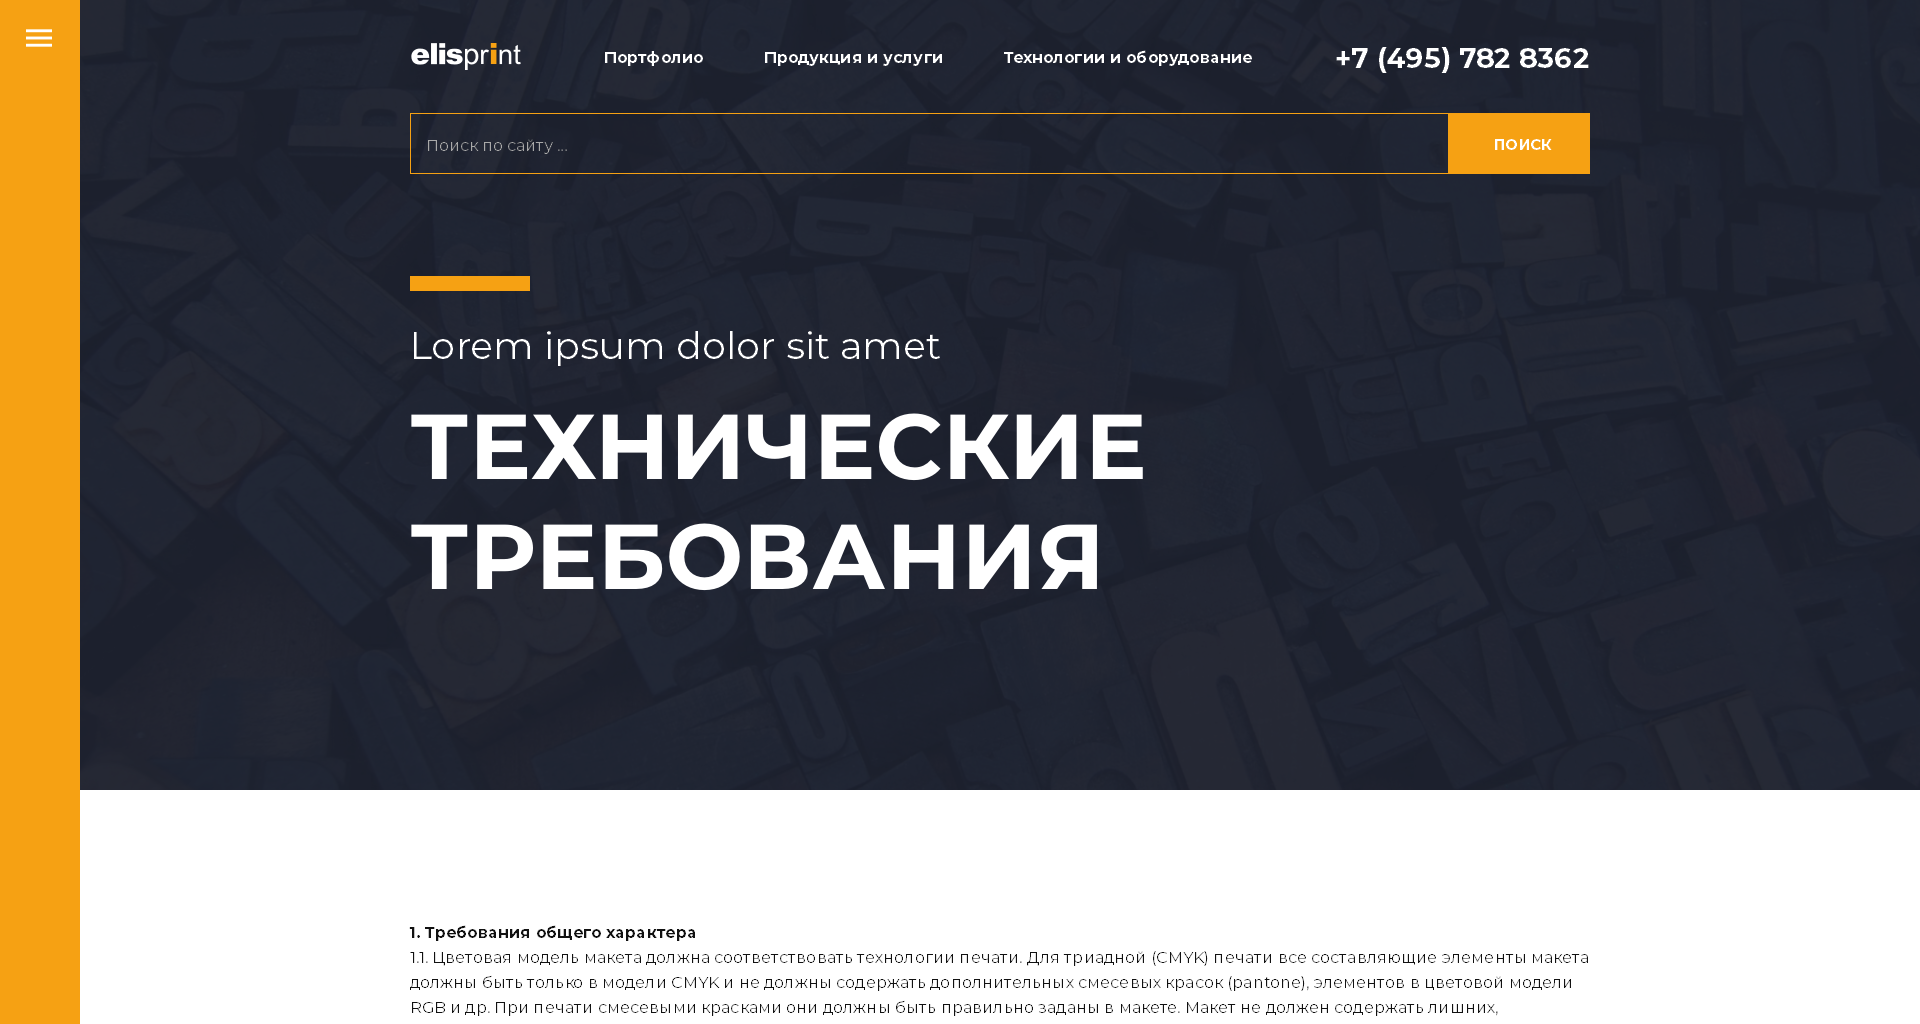 elisprint
Портфолио
Продукция и услуги
Технологии и оборудование
+7 (495) 782 8362
Поиск по сайту ...
ПОИСК
Lorem ipsum dolor sit amet
ТЕХНИЧЕСКИЕ
ТРЕБОВАНИЯ
1. Требования общего характера
1.1. Цветовая модель макета должна соответствовать технологии печати. Для триадной (CMYK) печати все составляющие элементы макета
должны быть только в модели CMYK и не должны содержать дополнительных смесевых красок (pantone), элементов в цветовой модели
RGB и др. При печати смесевыми красками они должны быть правильно заданы в макете. Макет не должен содержать лишних,